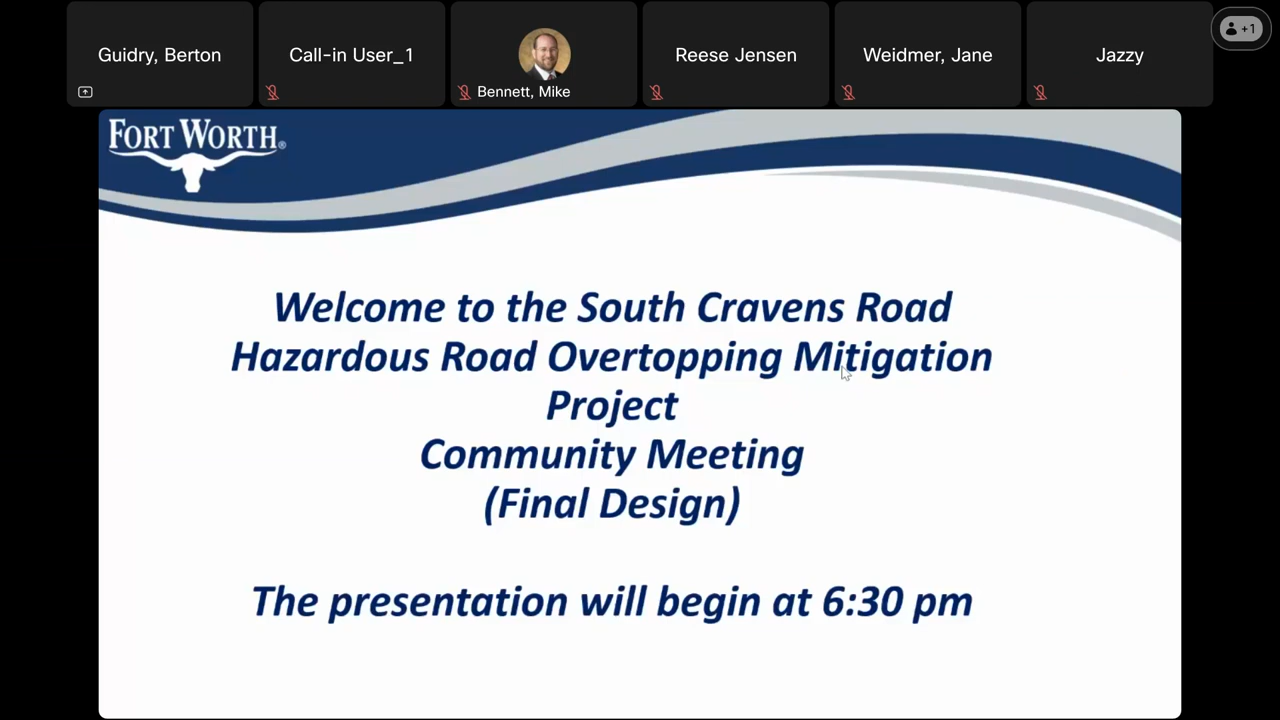 Guidry, Berton
Call-in User_1
Bennett, Mike
Reese Jensen
Weidmer, Jane
Jazzy
+1
FORT WORTH®
Welcome to the South Cravens Road
Hazardous Road Overtopping Mitigation
Project
Community Meeting
(Final Design)
The presentation will begin at 6:30 pm